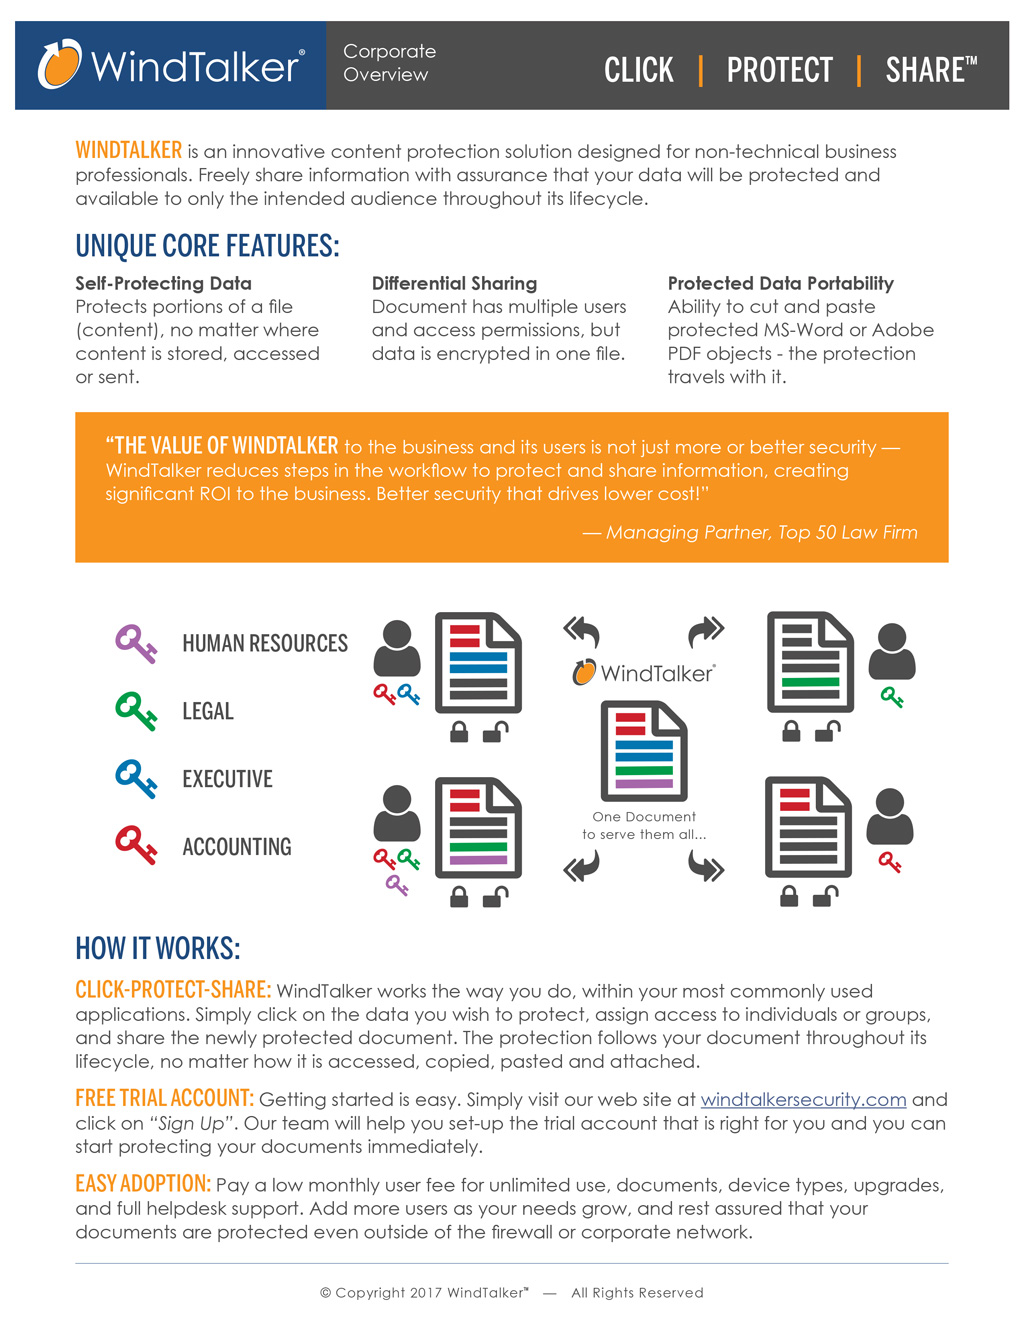 WindTalker®
Corporate
Overview
CLICK | PROTECT | SHARE™
WINDTALKER is an innovative content protection solution designed for non-technical business
professionals. Freely share information with assurance that your data will be protected and
available to only the intended audience throughout its lifecycle.
UNIQUE CORE FEATURES:
Self-Protecting Data
Protects portions of a file
(content), no matter where
content is stored, accessed
or sent.
Differential Sharing
Document has multiple users
and access permissions, but
data is encrypted in one file.
Protected Data Portability
Ability to cut and paste
protected MS-Word or Adobe
PDF objects - the protection
travels with it.
“THE VALUE OF WINDTALKER to the business and its users is not just more or better security —
WindTalker reduces steps in the workflow to protect and share information, creating
significant ROI to the business. Better security that drives lower cost!”
— Managing Partner, Top 50 Law Firm
HUMAN RESOURCES
LEGAL
EXECUTIVE
ACCOUNTING
WindTalker®
One Document
to serve them all...
HOW IT WORKS:
CLICK-PROTECT-SHARE: WindTalker works the way you do, within your most commonly used
applications. Simply click on the data you wish to protect, assign access to individuals or groups,
and share the newly protected document. The protection follows your document throughout its
lifecycle, no matter how it is accessed, copied, pasted and attached.
FREE TRIAL ACCOUNT: Getting started is easy. Simply visit our web site at windtalkersecurity.com and
click on “Sign Up”. Our team will help you set-up the trial account that is right for you and you can
start protecting your documents immediately.
EASY ADOPTION: Pay a low monthly user fee for unlimited use, documents, device types, upgrades,
and full helpdesk support. Add more users as your needs grow, and rest assured that your
documents are protected even outside of the firewall or corporate network.
© Copyright 2017 WindTalker™ — All Rights Reserved